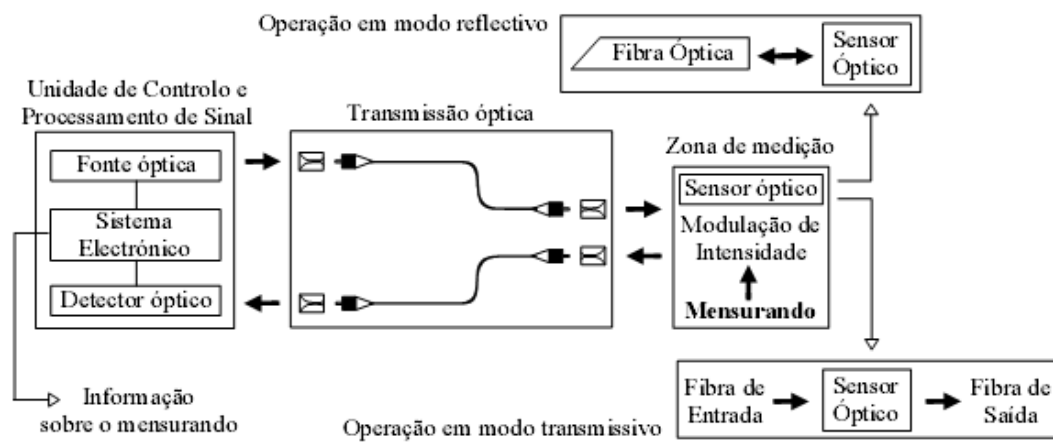 Operação em modo reflectivo
Fibra Óptica
Sensor
Óptico
Unidade de Controlo e
Processamento de Sinal
Fonte óptica
Sistema
Electrónico
Detector óptico
Informação
sobre o mensurando
Transmissão óptica
Zona de medição
Sensor óptico
Modulação de
Intensidade
Mensurando
Fibra de
Entrada
Sensor
Óptico
Fibra de
Saída
Operação em modo transmissivo